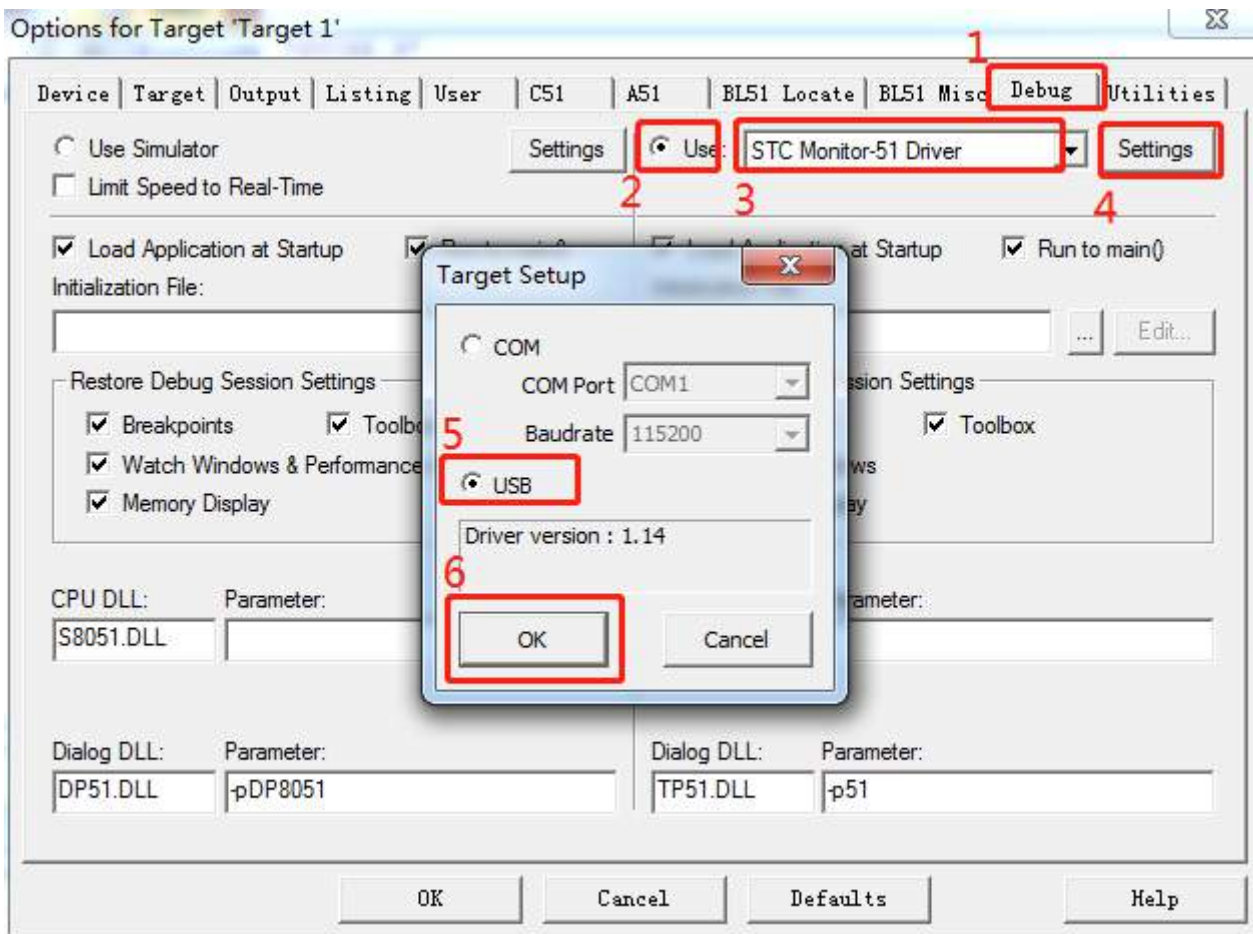 Options for Target 'Target 1'
1
Device Target Output Listing User C51 A51 BL51 Locate BL51 Misc Debug Utilities
Use Simulator Settings Use: STC Monitor-51 Driver Settings
Limit Speed to Real-Time
2 3 4
Load Application at Startup at Startup Run to main()
Initialization File:
Target Setup
... Edit...
COM
COM Port COM1
Restore Debug Session Settings Settings
Baudrate 115200
Breakpoints Toolbox
5
Watch Windows & Performance
USB
Memory Display
Driver version : 1.14
6
CPU DLL: Parameter:
S8051.DLL
OK Cancel
Dialog DLL: Parameter: Dialog DLL: Parameter:
DP51.DLL -pDP8051 TP51.DLL -p51
OK Cancel Defaults Help